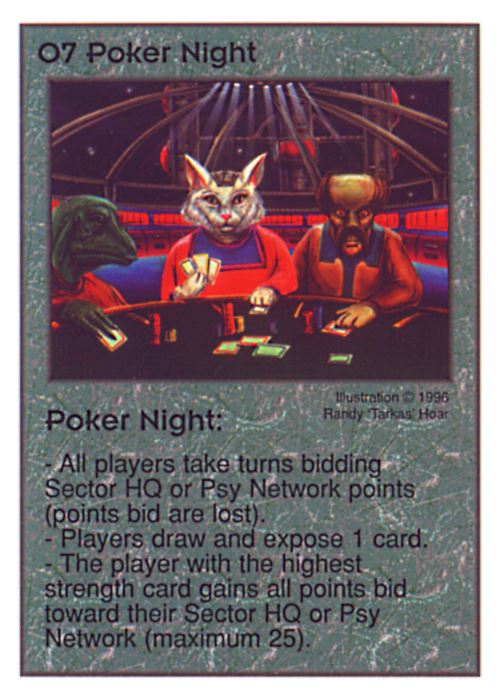 O7 Poker Night
Illustration © 1996
Randy 'Tarkas' Hoar
Poker Night:
- All players take turns bidding
Sector HQ or Psy Network points
(points bid are lost).
- Players draw and expose 1 card.
- The player with the highest
strength card gains all points bid
toward their Sector HQ or Psy
Network (maximum 25).